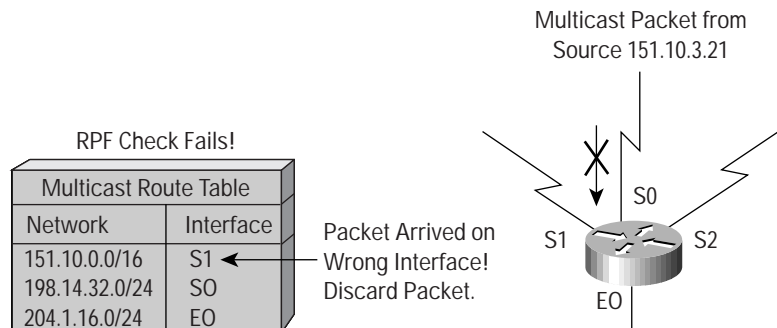 Multicast Packet from
Source 151.10.3.21
RPF Check Fails!
Multicast Route Table
Network Interface
151.10.0.0/16 S1
198.14.32.0/24 SO
204.1.16.0/24 EO
Packet Arrived on
Wrong Interface!
Discard Packet.
S0
S1
S2
EO